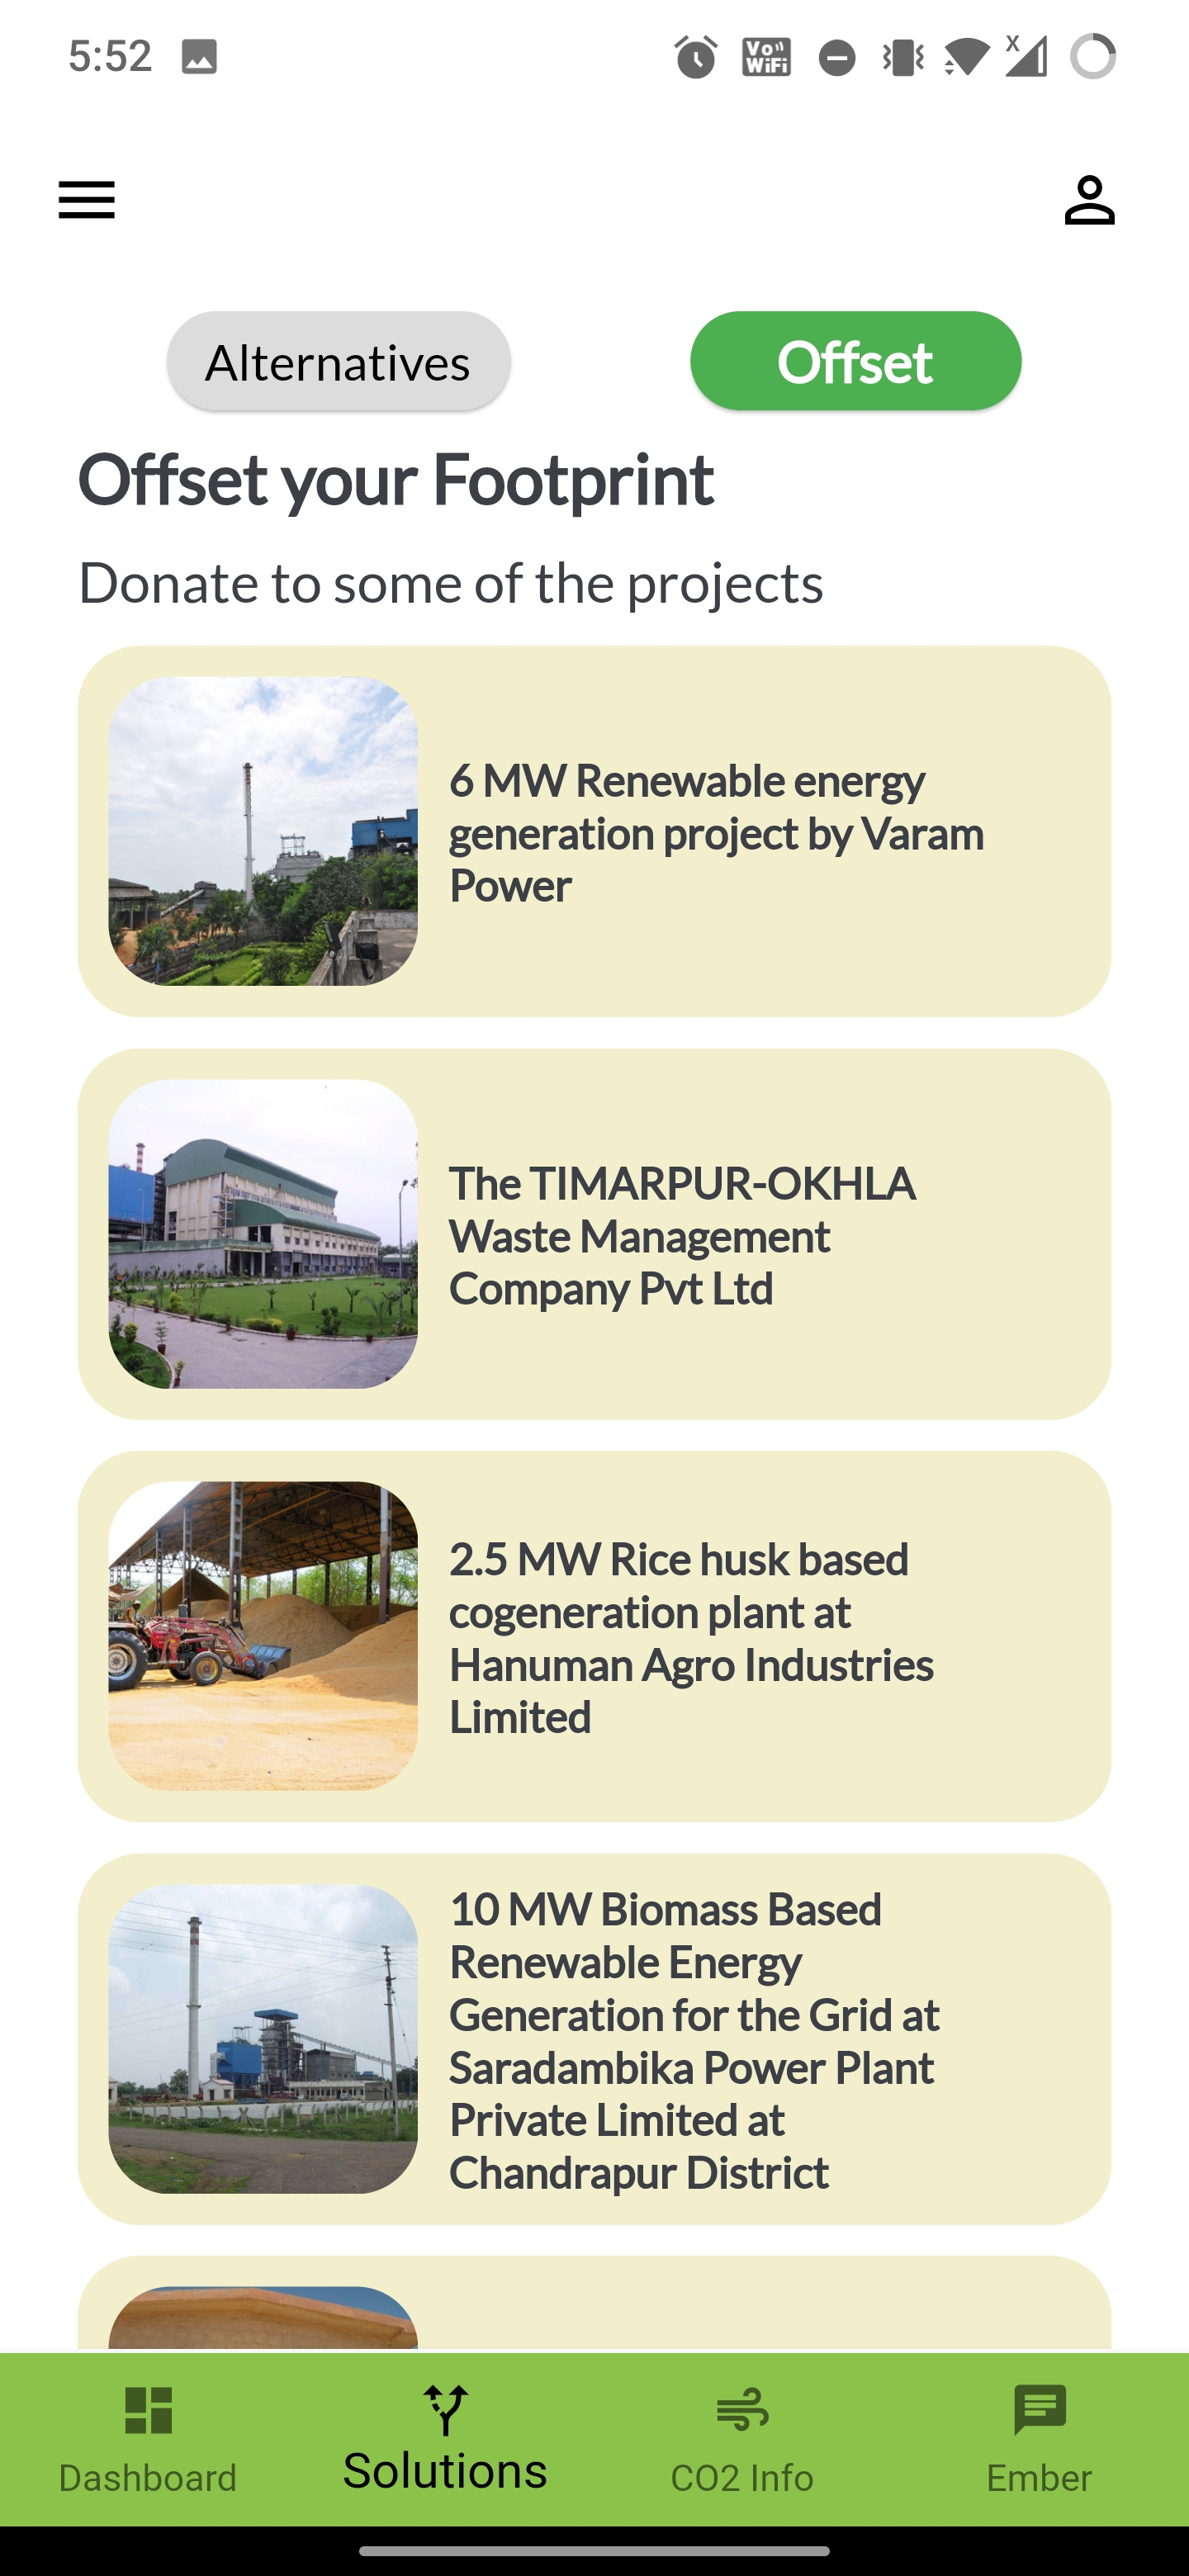 5:52
Vo
WiFi
X
Alternatives
Offset
Offset your Footprint
Donate to some of the projects
6 MW Renewable energy
generation project by Varam
Power
The TIMARPUR-OKHLA
Waste Management
Company Pvt Ltd
2.5 MW Rice husk based
cogeneration plant at
Hanuman Agro Industries
Limited
10 MW Biomass Based
Renewable Energy
Generation for the Grid at
Saradambika Power Plant
Private Limited at
Chandrapur District
Dashboard
Solutions
CO2 Info
Ember